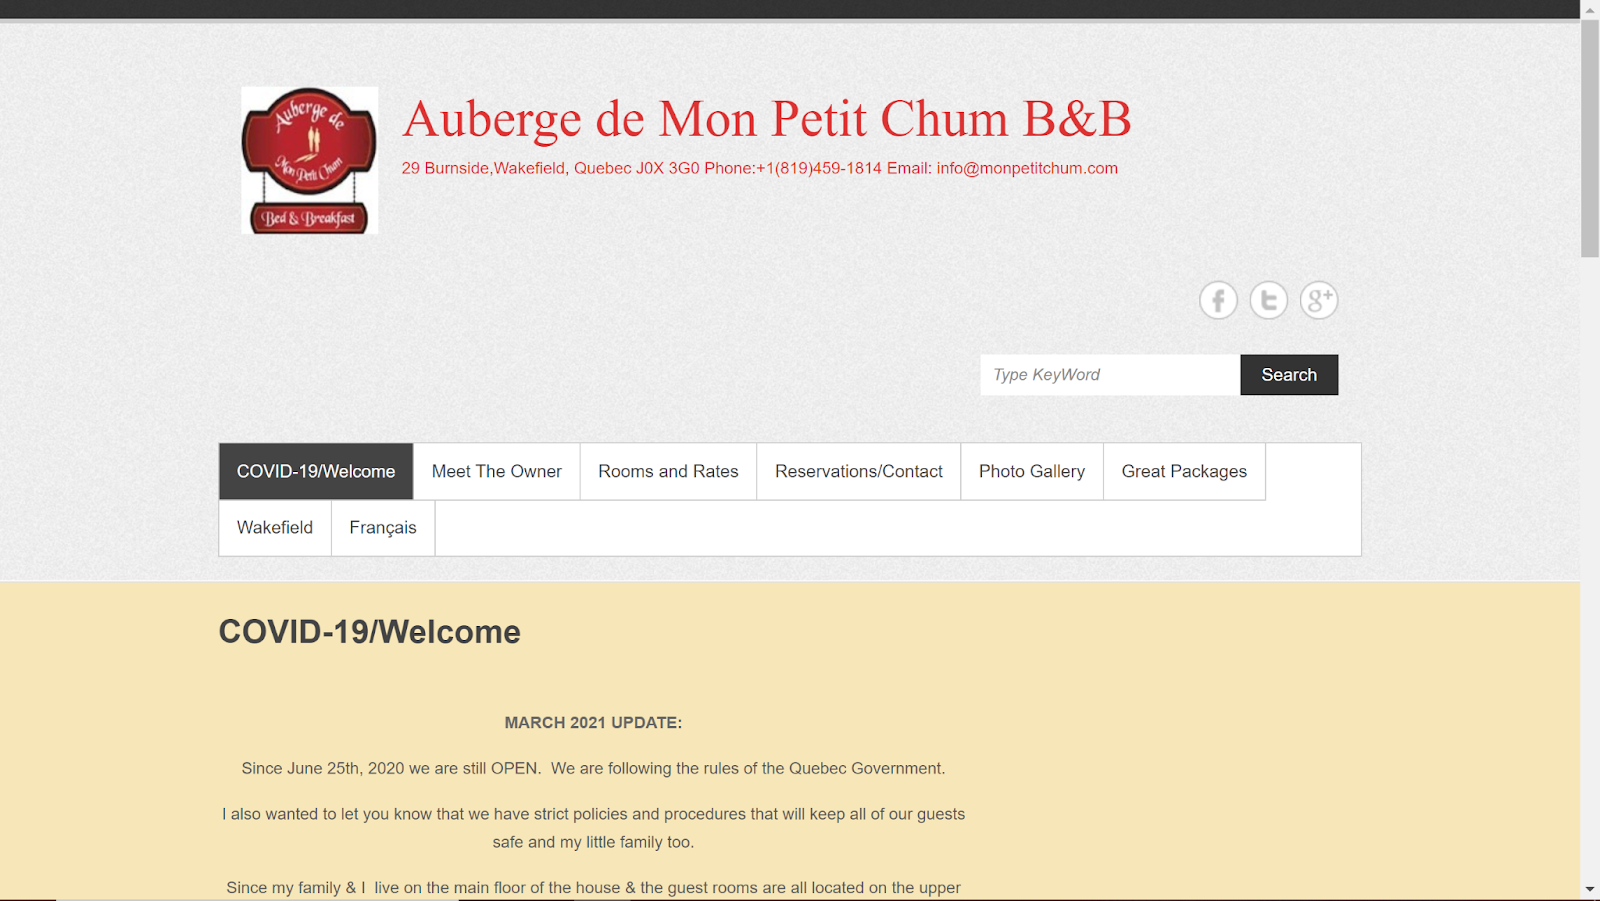 Auberge de
Mon Petit Chum
Bed & Breakfast
Auberge de Mon Petit Chum B&B
29 Burnside,Wakefield, Quebec J0X 3G0 Phone:+1(819)459-1814 Email: info@monpetitchum.com
Type KeyWord Search
COVID-19/Welcome Meet The Owner Rooms and Rates Reservations/Contact Photo Gallery Great Packages
Wakefield Français
COVID-19/Welcome
MARCH 2021 UPDATE:
Since June 25th, 2020 we are still OPEN.  We are following the rules of the Quebec Government.
I also wanted to let you know that we have strict policies and procedures that will keep all of our guests
safe and my little family too.
Since my family & I  live on the main floor of the house & the guest rooms are all located on the upper